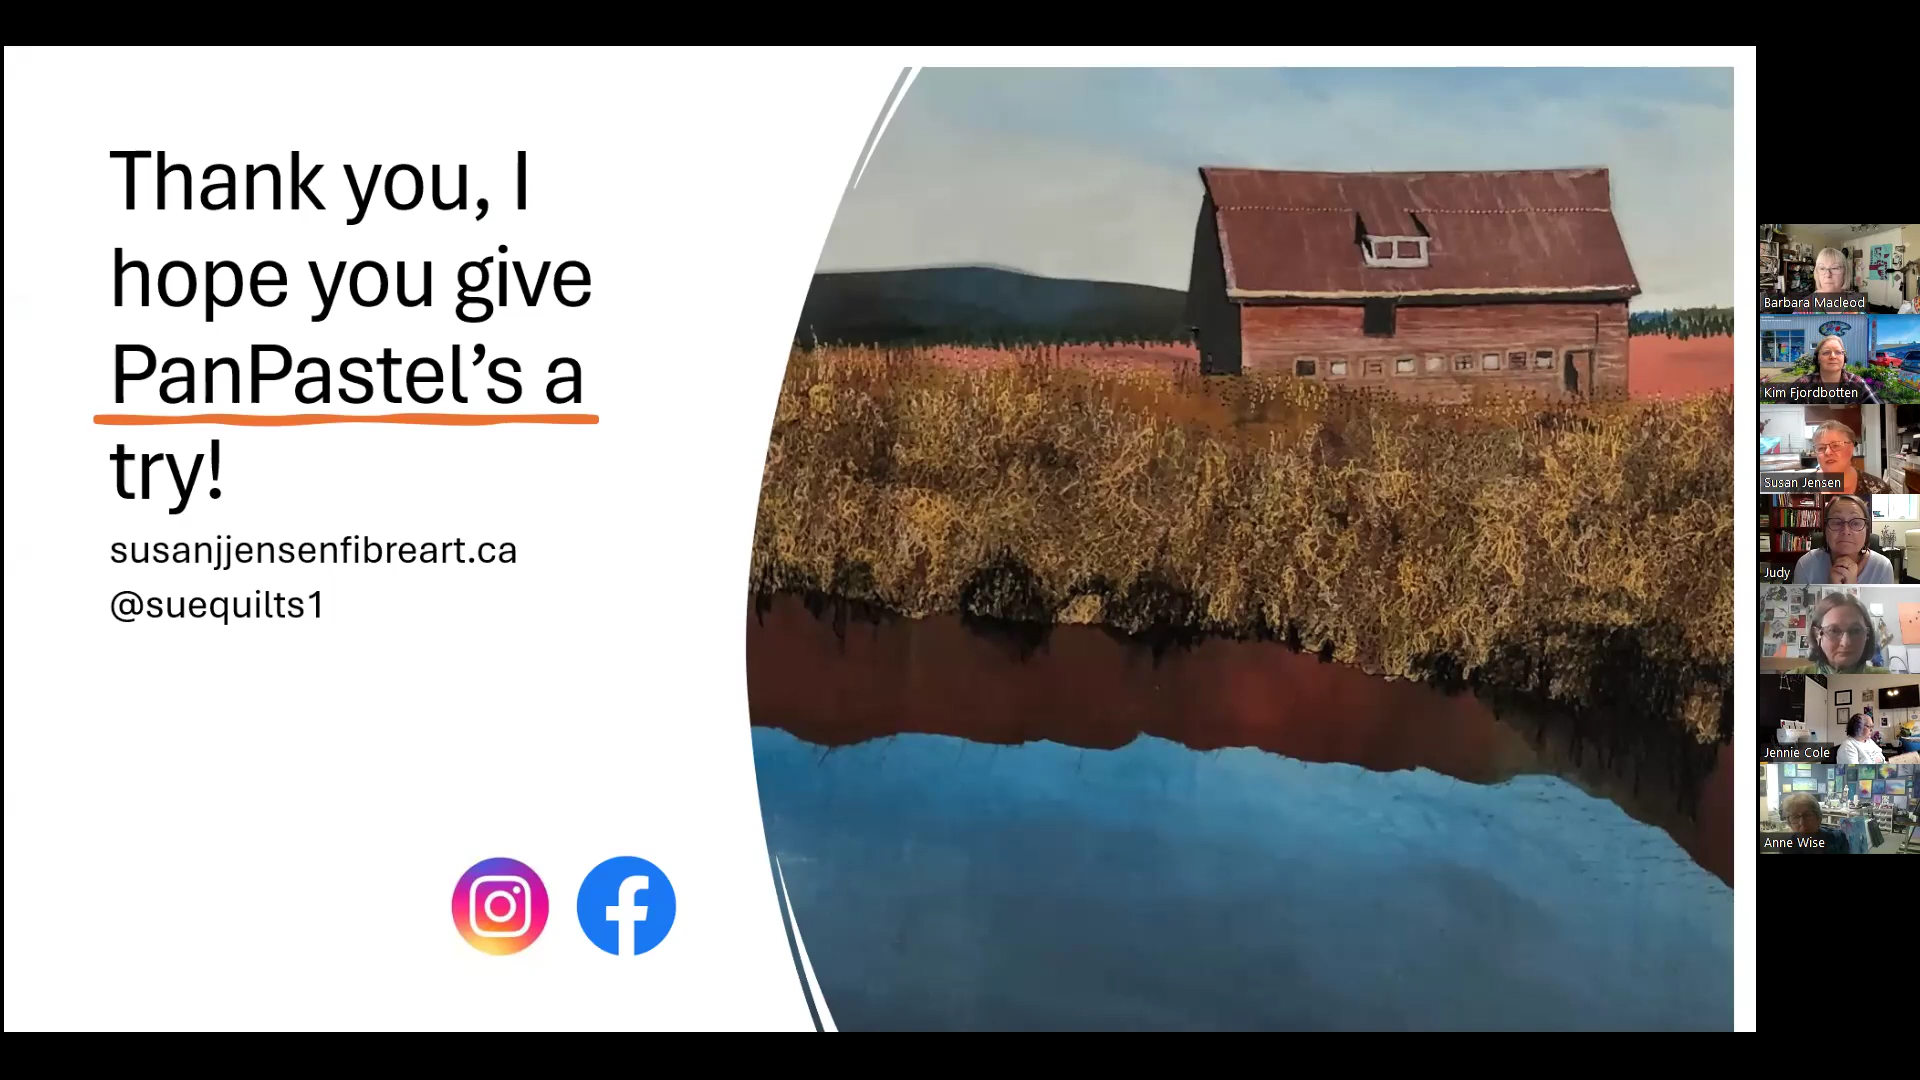 Thank you, I
hope you give
PanPastel’s a
try!
susanjjensenfibreart.ca
@suequilts1
Barbara Macleod
Kim Fjordbotten
Susan Jensen
Judy
Jennie Cole
Anne Wise